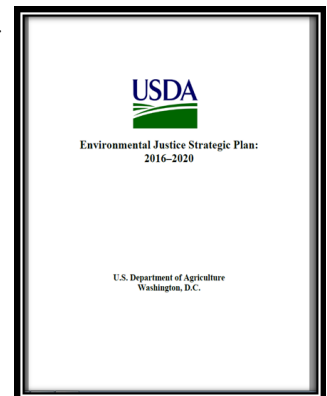 USDA
Environmental Justice Strategic Plan:
2016–2020
U.S. Department of Agriculture
Washington, D.C.